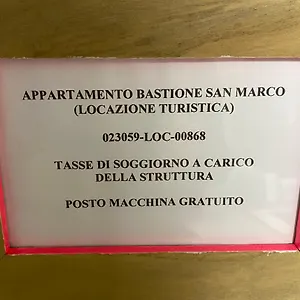 APPARTAMENTO BASTIONE SAN MARCO
(LOCAZIONE TURISTICA)
023059-LOC-00868
TASSE DI SOGGIORNO A CARICO
DELLA STRUTTURA
POSTO MACCHINA GRATUITO